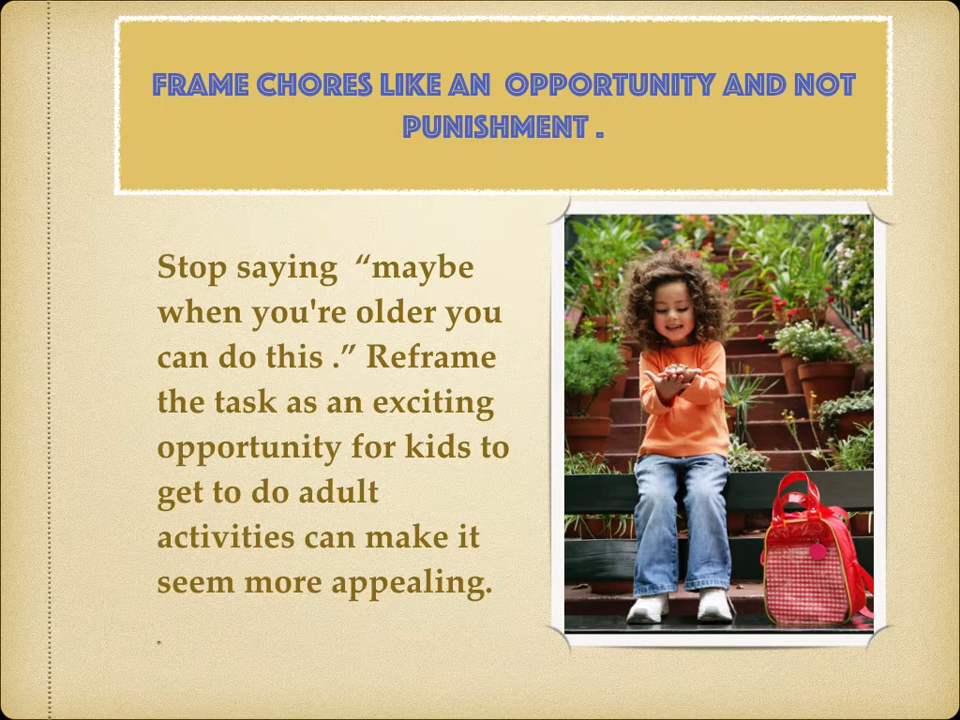 FRAME CHORES LIKE AN OPPORTUNITY AND NOT
PUNISHMENT .
Stop saying “maybe
when you're older you
can do this .” Reframe
the task as an exciting
opportunity for kids to
get to do adult
activities can make it
seem more appealing.